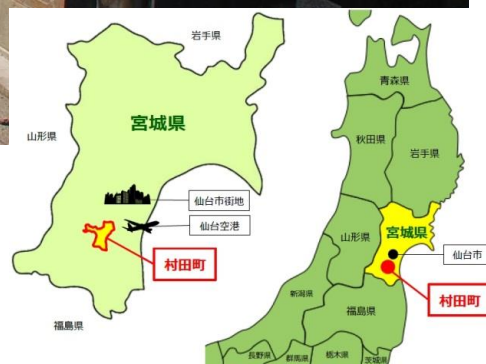 岩手県
宮城県
山形県
仙台市街地
仙台空港
村田町
福島県
青森県
秋田県
岩手県
山形県
宮城県
仙台市
村田町
新潟県
福島県
長野県
群馬県
栃木県
茨城県